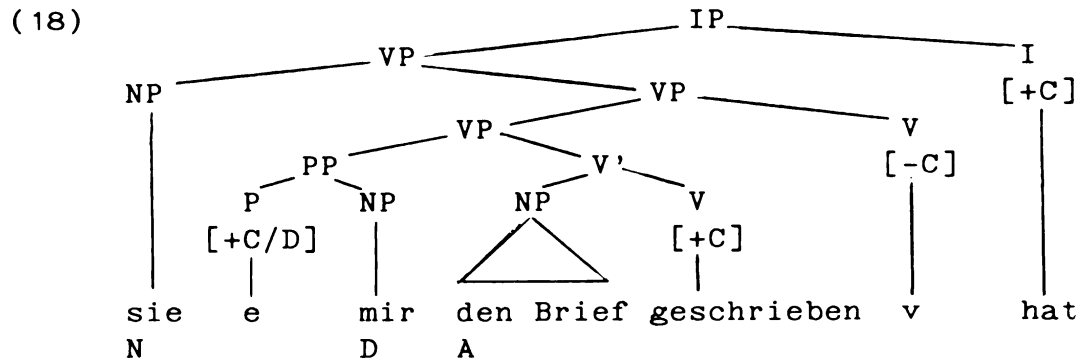 (18) IP
VP I
NP VP [+C]
VP V
PP V' [-C]
P NP NP V
[+C/D] [+C]
sie e mir den Brief geschrieben v hat
N D A